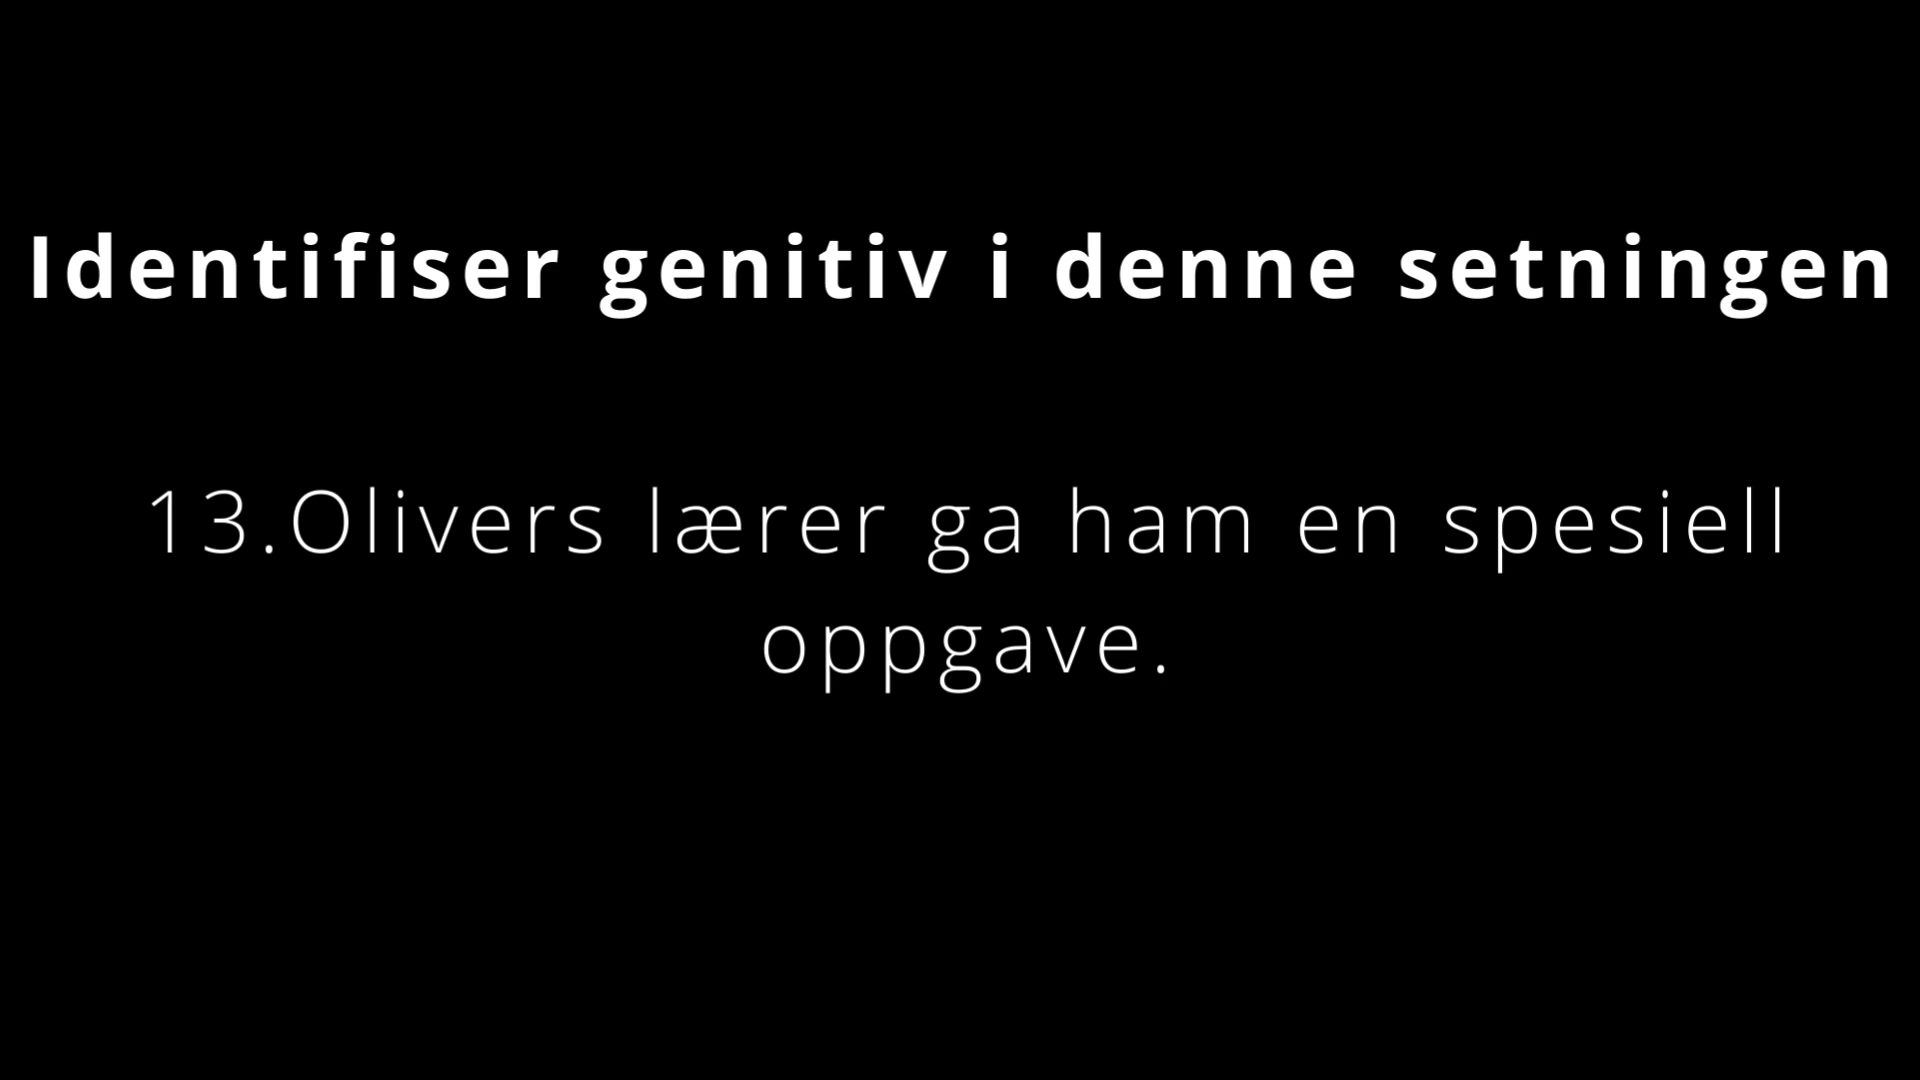 Identifiser genitiv i denne setningen
13.Olivers lærer ga ham en spesiell
oppgave.